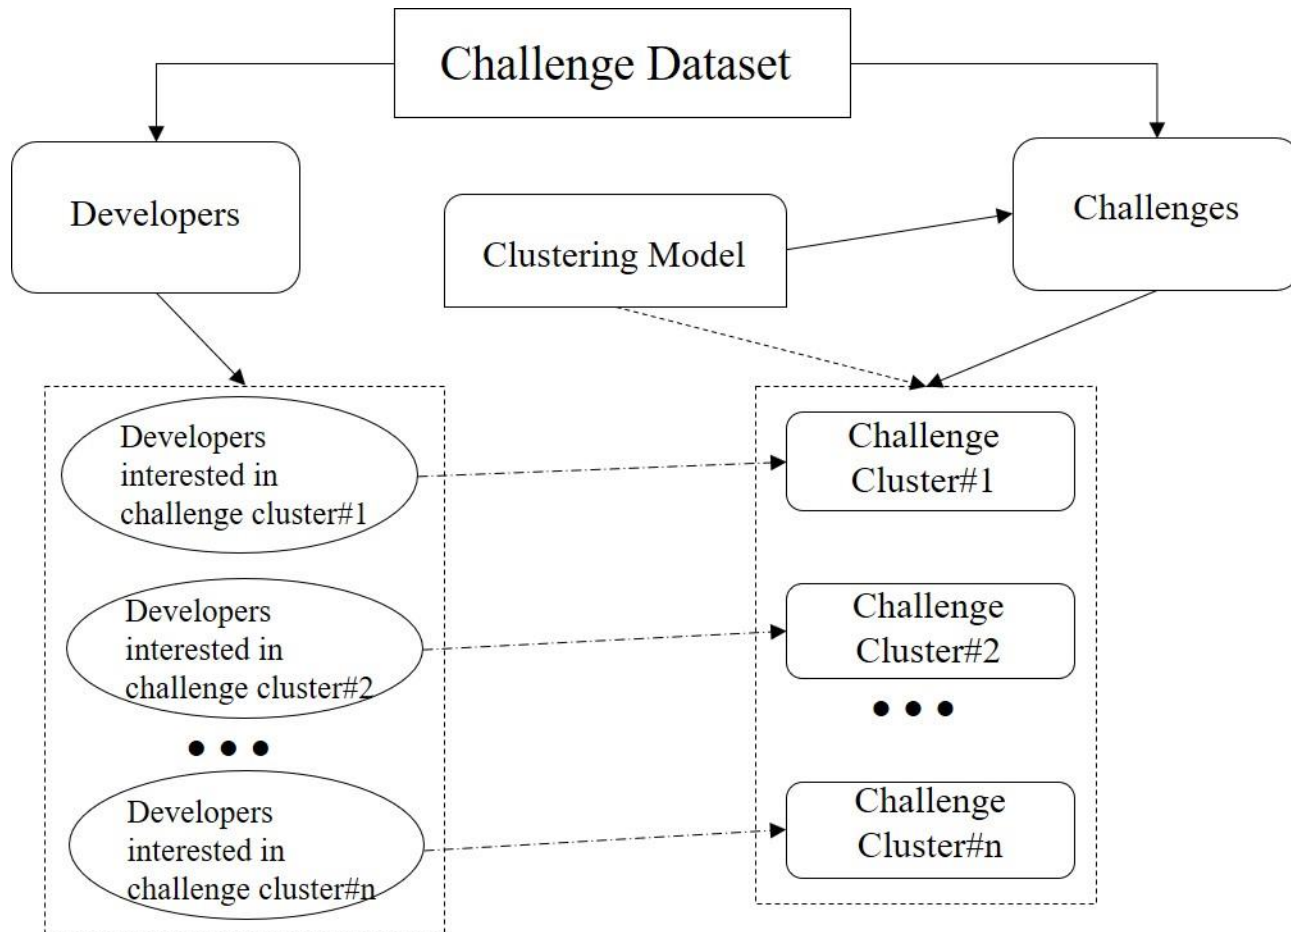 Challenge Dataset
Developers
Clustering Model
Challenges
Developers
interested in
challenge cluster#1
Challenge
Cluster#1
Developers
interested in
challenge cluster#2
Challenge
Cluster#2
Developers
interested in
challenge cluster#n
Challenge
Cluster#n